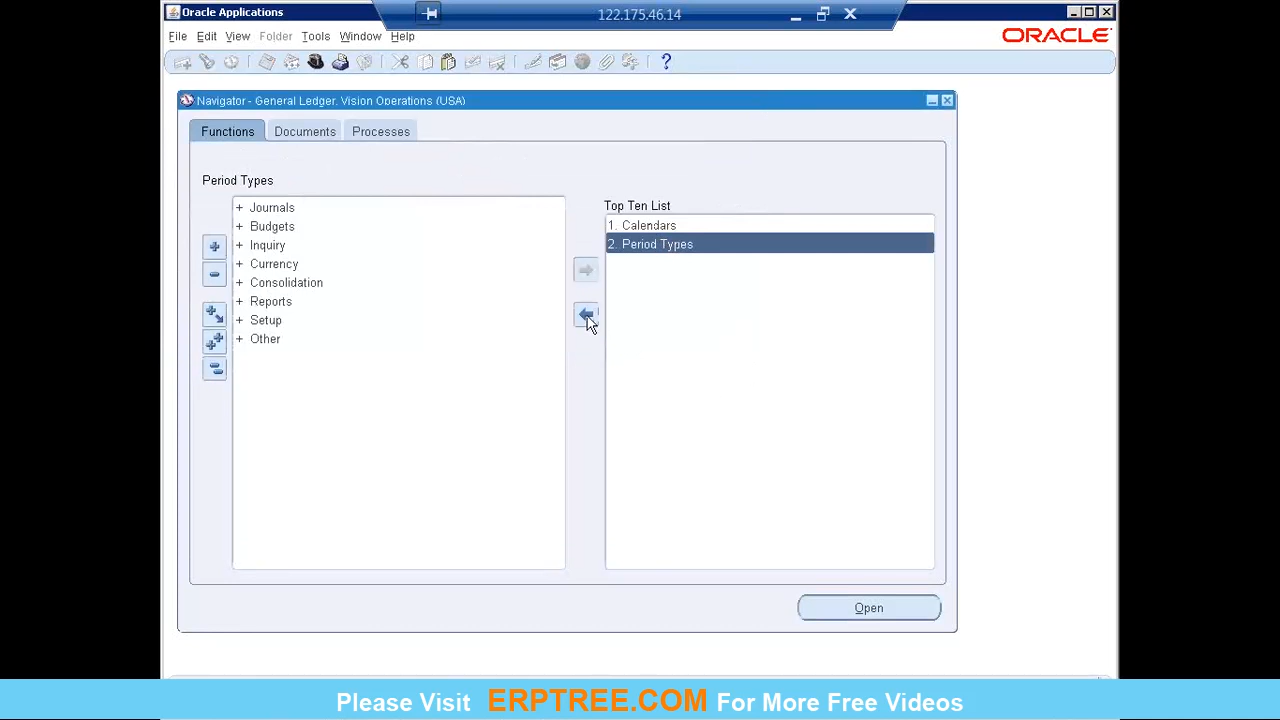 Oracle Applications
122.175.46.14
File Edit View Folder Tools Window Help
ORACLE
Navigator - General Ledger, Vision Operations (USA)
Functions Documents Processes
Period Types
Top Ten List
+ Journals
+ Budgets
+ Inquiry
+ Currency
+ Consolidation
+ Reports
+ Setup
+ Other
1. Calendars
2. Period Types
Open
Please Visit ERPTREE.COM For More Free Videos